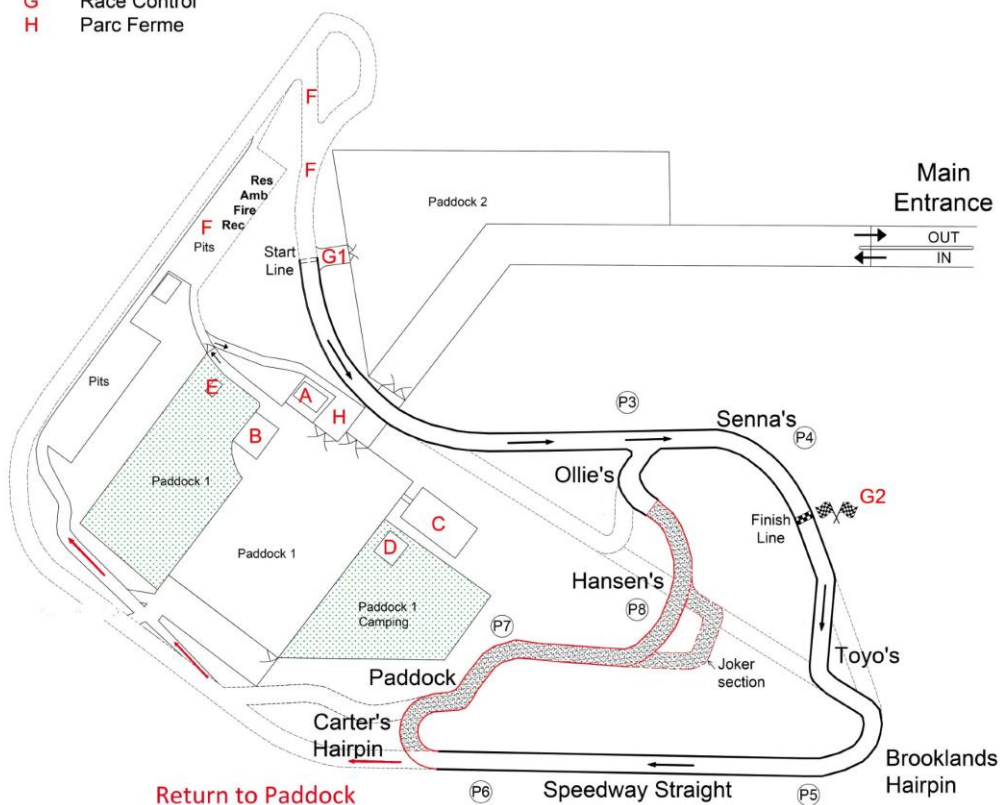 G Race Control
H Parc Ferme
F
F
Res
Amb
Fire
Rec
F
Pits
Paddock 2
Main
Entrance
OUT
IN
Start
Line
G1
Pits
E
A
H
B
Paddock 1
P3
Senna's
P4
Ollie's
G2
Finish
Line
C
D
Paddock 1
Hansen's
P8
Paddock 1
Camping
P7
Toyo's
Joker
section
Paddock
Carter's
Hairpin
Brooklands
Hairpin
Return to Paddock
P6
Speedway Straight
P5